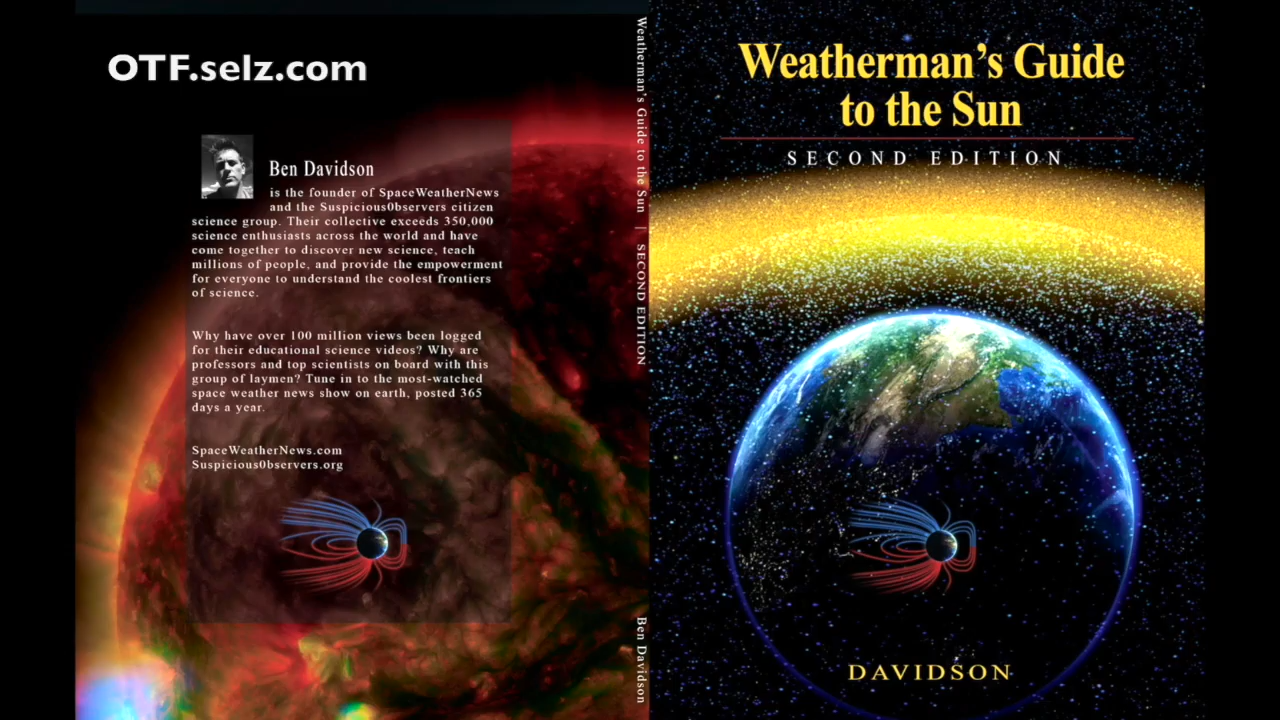 OTF.selz.com
Ben Davidson
is the founder of SpaceWeatherNews
and the Suspicious0bservers citizen
science group. Their collective exceeds 350,000
science enthusiasts across the world and have
come together to discover new science, teach
millions of people, and provide the empowerment
for everyone to understand the coolest frontiers
of science.
Why have over 100 million views been logged
for their educational science videos? Why are
professors and top scientists on board with this
group of laymen? Tune in to the most-watched
space weather news show on earth, posted 365
days a year.
SpaceWeatherNews.com
Suspicious0bservers.org
Weatherman's Guide to the Sun | SECOND EDITION
Ben Davidson
Weatherman's Guide
to the Sun
SECOND EDITION
DAVIDSON